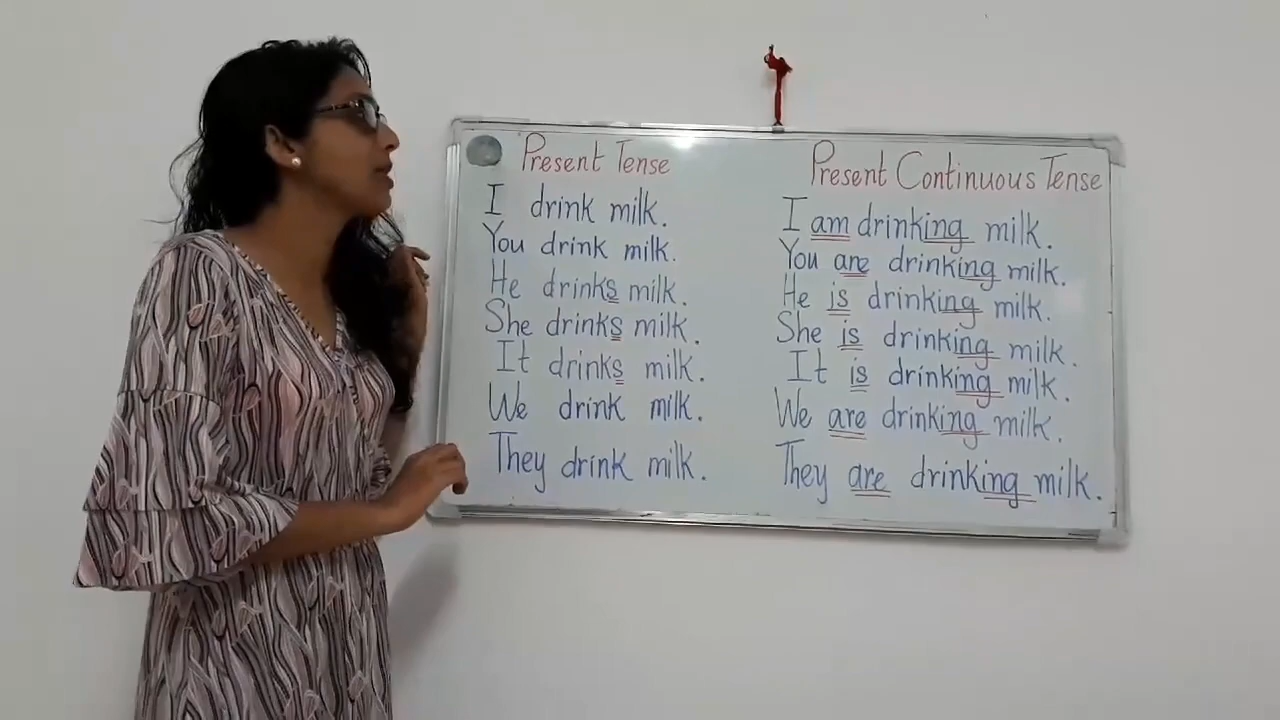 Present Tense
I drink milk.
You drink milk.
He drinks milk.
She drinks milk.
It drinks milk.
We drink milk.
They drink milk.
Present Continuous Tense
I am drinking milk.
You are drinking milk.
He is drinking milk.
She is drinking milk.
It is drinking milk.
We are drinking milk.
They are drinking milk.